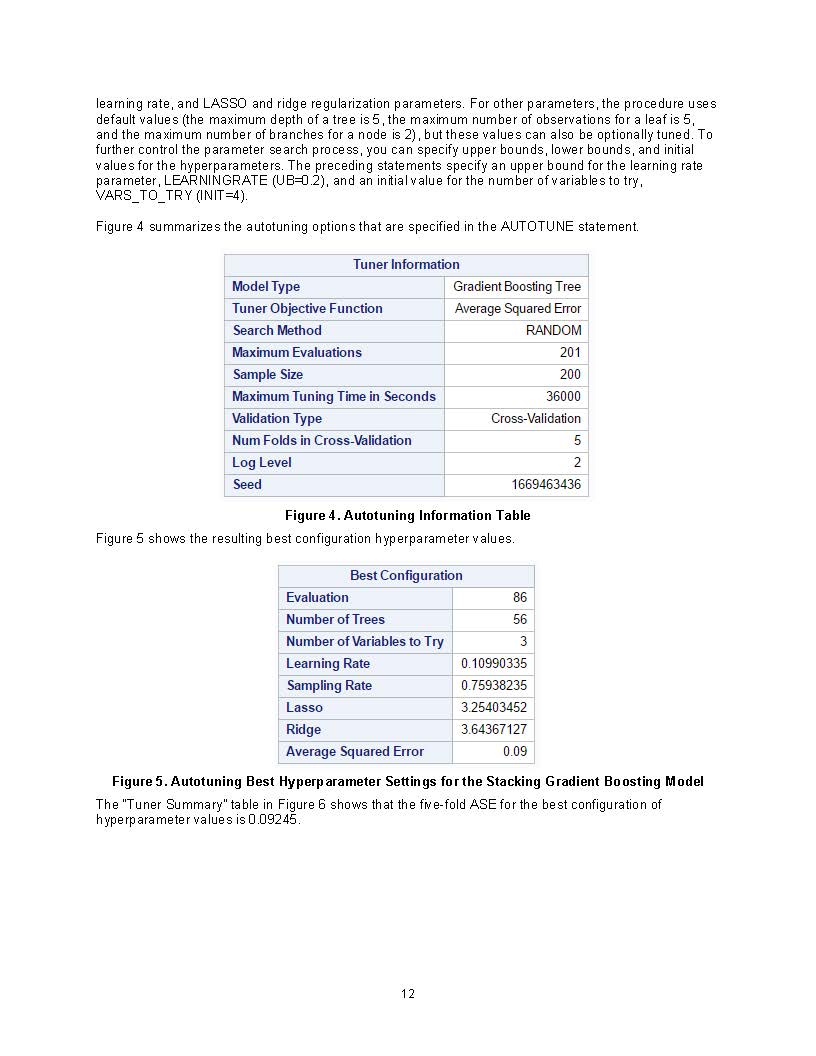 learning rate, and LASSO and ridge regularization parameters. For other parameters, the procedure uses
default values (the maximum depth of a tree is 5, the maximum number of observations for a leaf is 5,
and the maximum number of branches for a node is 2), but these values can also be optionally tuned. To
further control the parameter search process, you can specify upper bounds, lower bounds, and initial
values for the hyperparameters. The preceding statements specify an upper bound for the learning rate
parameter, LEARNINGRATE (UB=0.2), and an initial value for the number of variables to try,
VARS_TO_TRY (INIT=4).
Figure 4 summarizes the autotuning options that are specified in the AUTOTUNE statement.
Tuner Information
Model Type Gradient Boosting Tree
Tuner Objective Function Average Squared Error
Search Method RANDOM
Maximum Evaluations 201
Sample Size 200
Maximum Tuning Time in Seconds 36000
Validation Type Cross-Validation
Num Folds in Cross-Validation 5
Log Level 2
Seed 1669463436
Figure 4. Autotuning Information Table
Figure 5 shows the resulting best configuration hyperparameter values.
Best Configuration
Evaluation 86
Number of Trees 56
Number of Variables to Try 3
Learning Rate 0.10990335
Sampling Rate 0.75938235
Lasso 3.25403452
Ridge 3.64367127
Average Squared Error 0.09
Figure 5. Autotuning Best Hyperparameter Settings for the Stacking Gradient Boosting Model
The "Tuner Summary" table in Figure 6 shows that the five-fold ASE for the best configuration of
hyperparameter values is 0.09245.
12